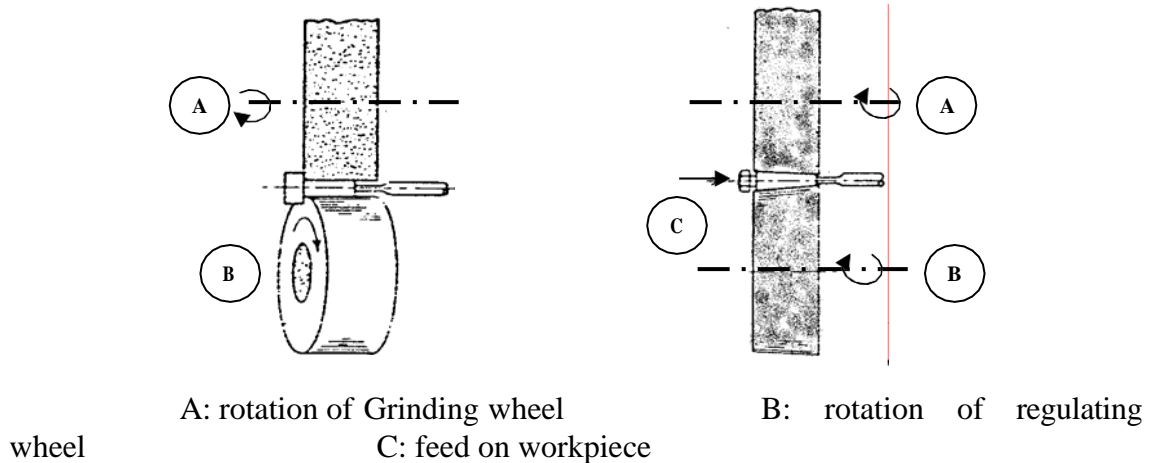 A
B
A
C
B
A: rotation of Grinding wheel B: rotation of regulating
wheel C: feed on workpiece